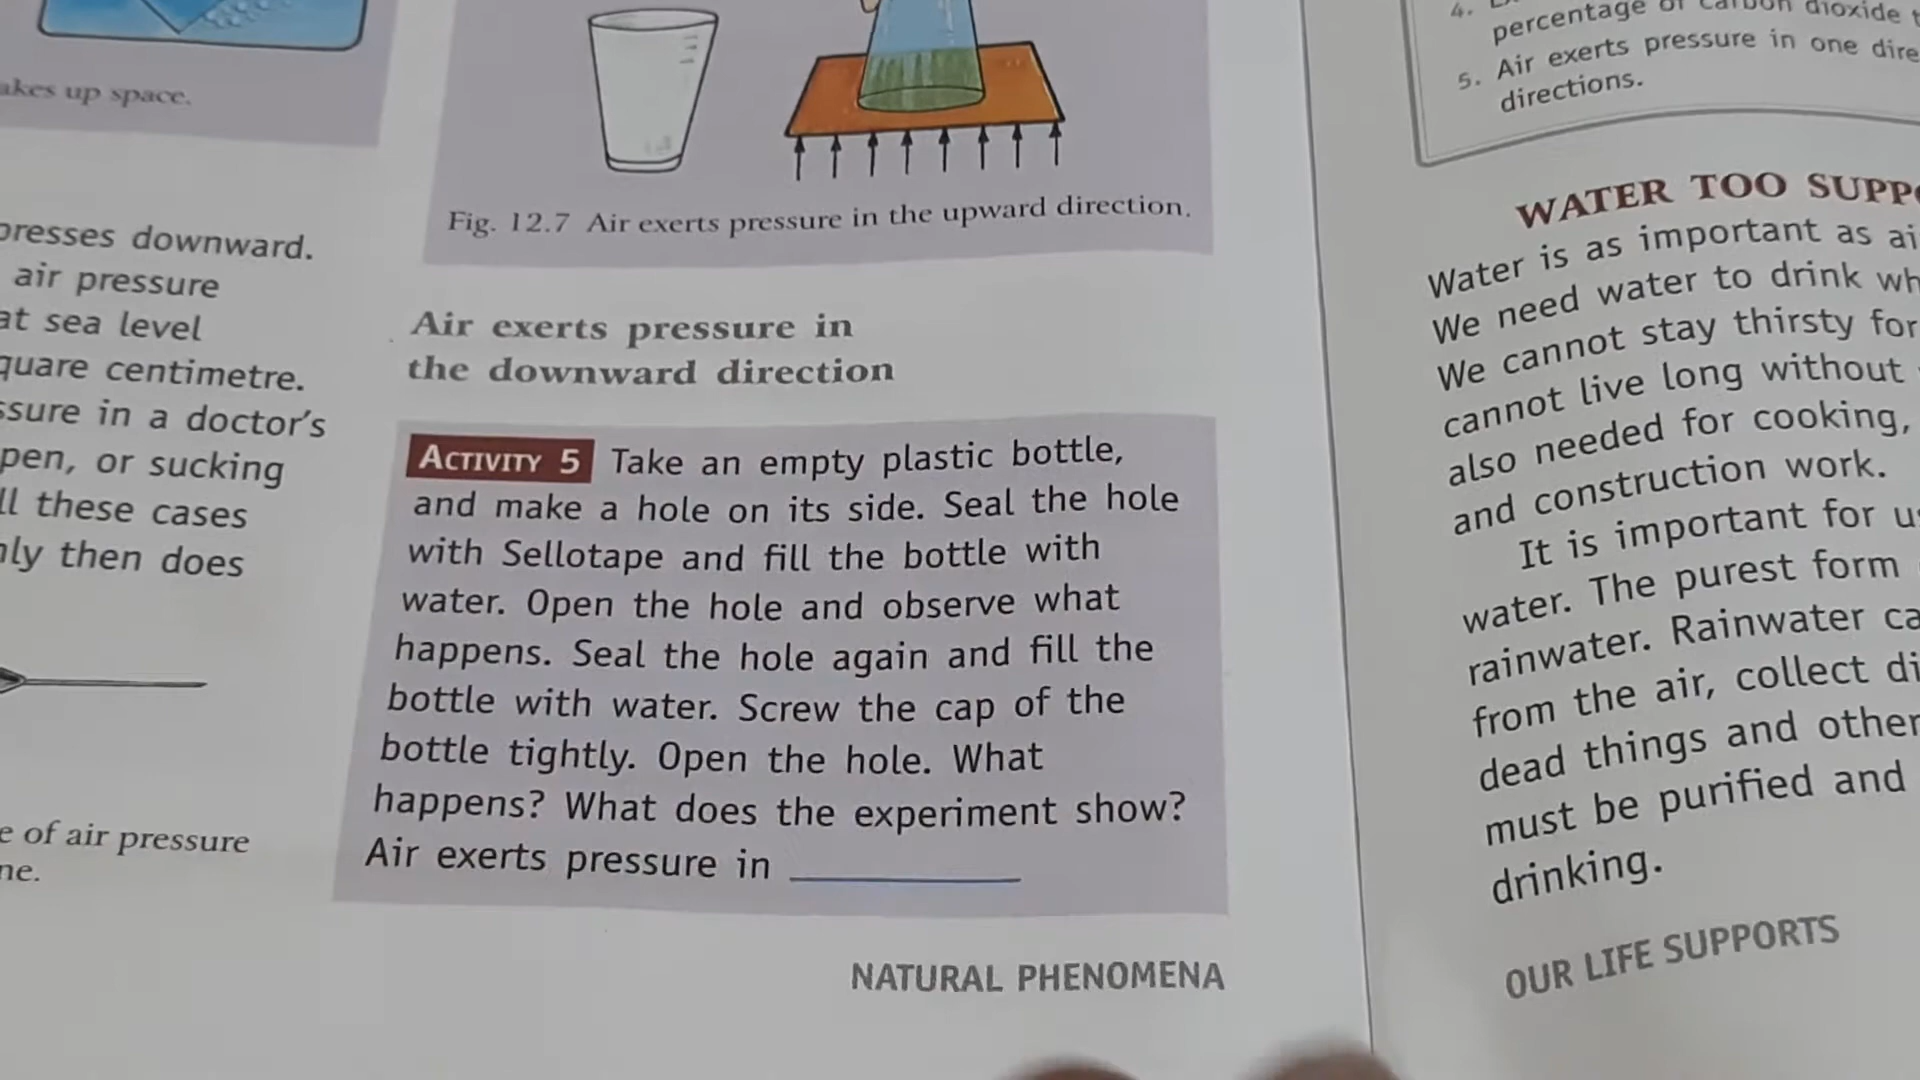 akes up space.
presses downward.
air pressure
at sea level
quare centimetre.
ssure in a doctor's
pen, or sucking
ll these cases
nly then does
e of air pressure
ne.
Fig. 12.7 Air exerts pressure in the upward direction.
Air exerts pressure in
the downward direction
ACTIVITY 5 Take an empty plastic bottle,
and make a hole on its side. Seal the hole
with Sellotape and fill the bottle with
water. Open the hole and observe what
happens. Seal the hole again and fill the
bottle with water. Screw the cap of the
bottle tightly. Open the hole. What
happens? What does the experiment show?
Air exerts pressure in
NATURAL PHENOMENA
4.
percentage of carbon dioxide t
5. Air exerts pressure in one dire
directions.
WATER TOO SUPPO
Water is as important as ai
We need water to drink wh
We cannot stay thirsty for
cannot live long without
also needed for cooking,
and construction work.
It is important for us
water. The purest form
rainwater. Rainwater ca
from the air, collect di
dead things and other
must be purified and
drinking.
OUR LIFE SUPPORTS